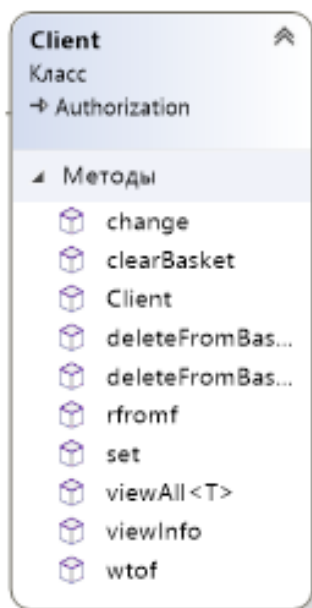 Client
Класс
Authorization
Методы
change
clearBasket
Client
deleteFromBas...
deleteFromBas...
rfromf
set
viewAll<T>
viewInfo
wtof